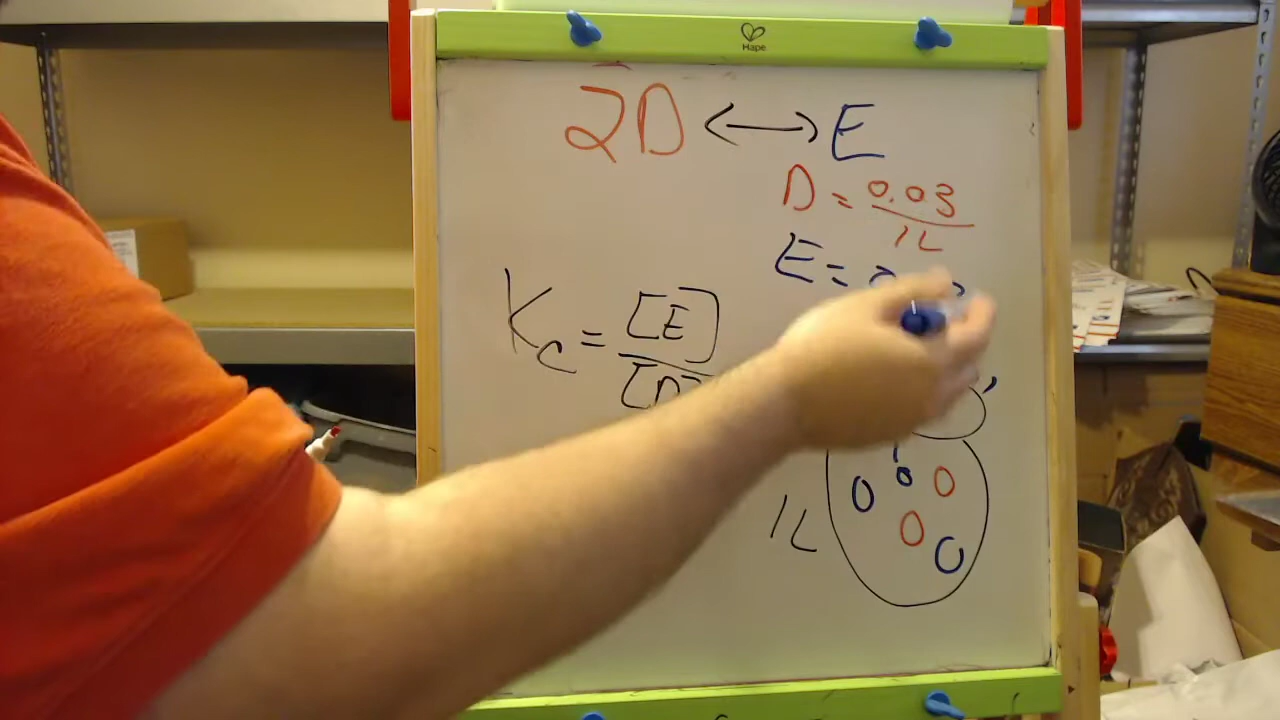 Hape
2D ⟷ E
D = 0.03
1L
E =
Kc = [E]
[D]
1L